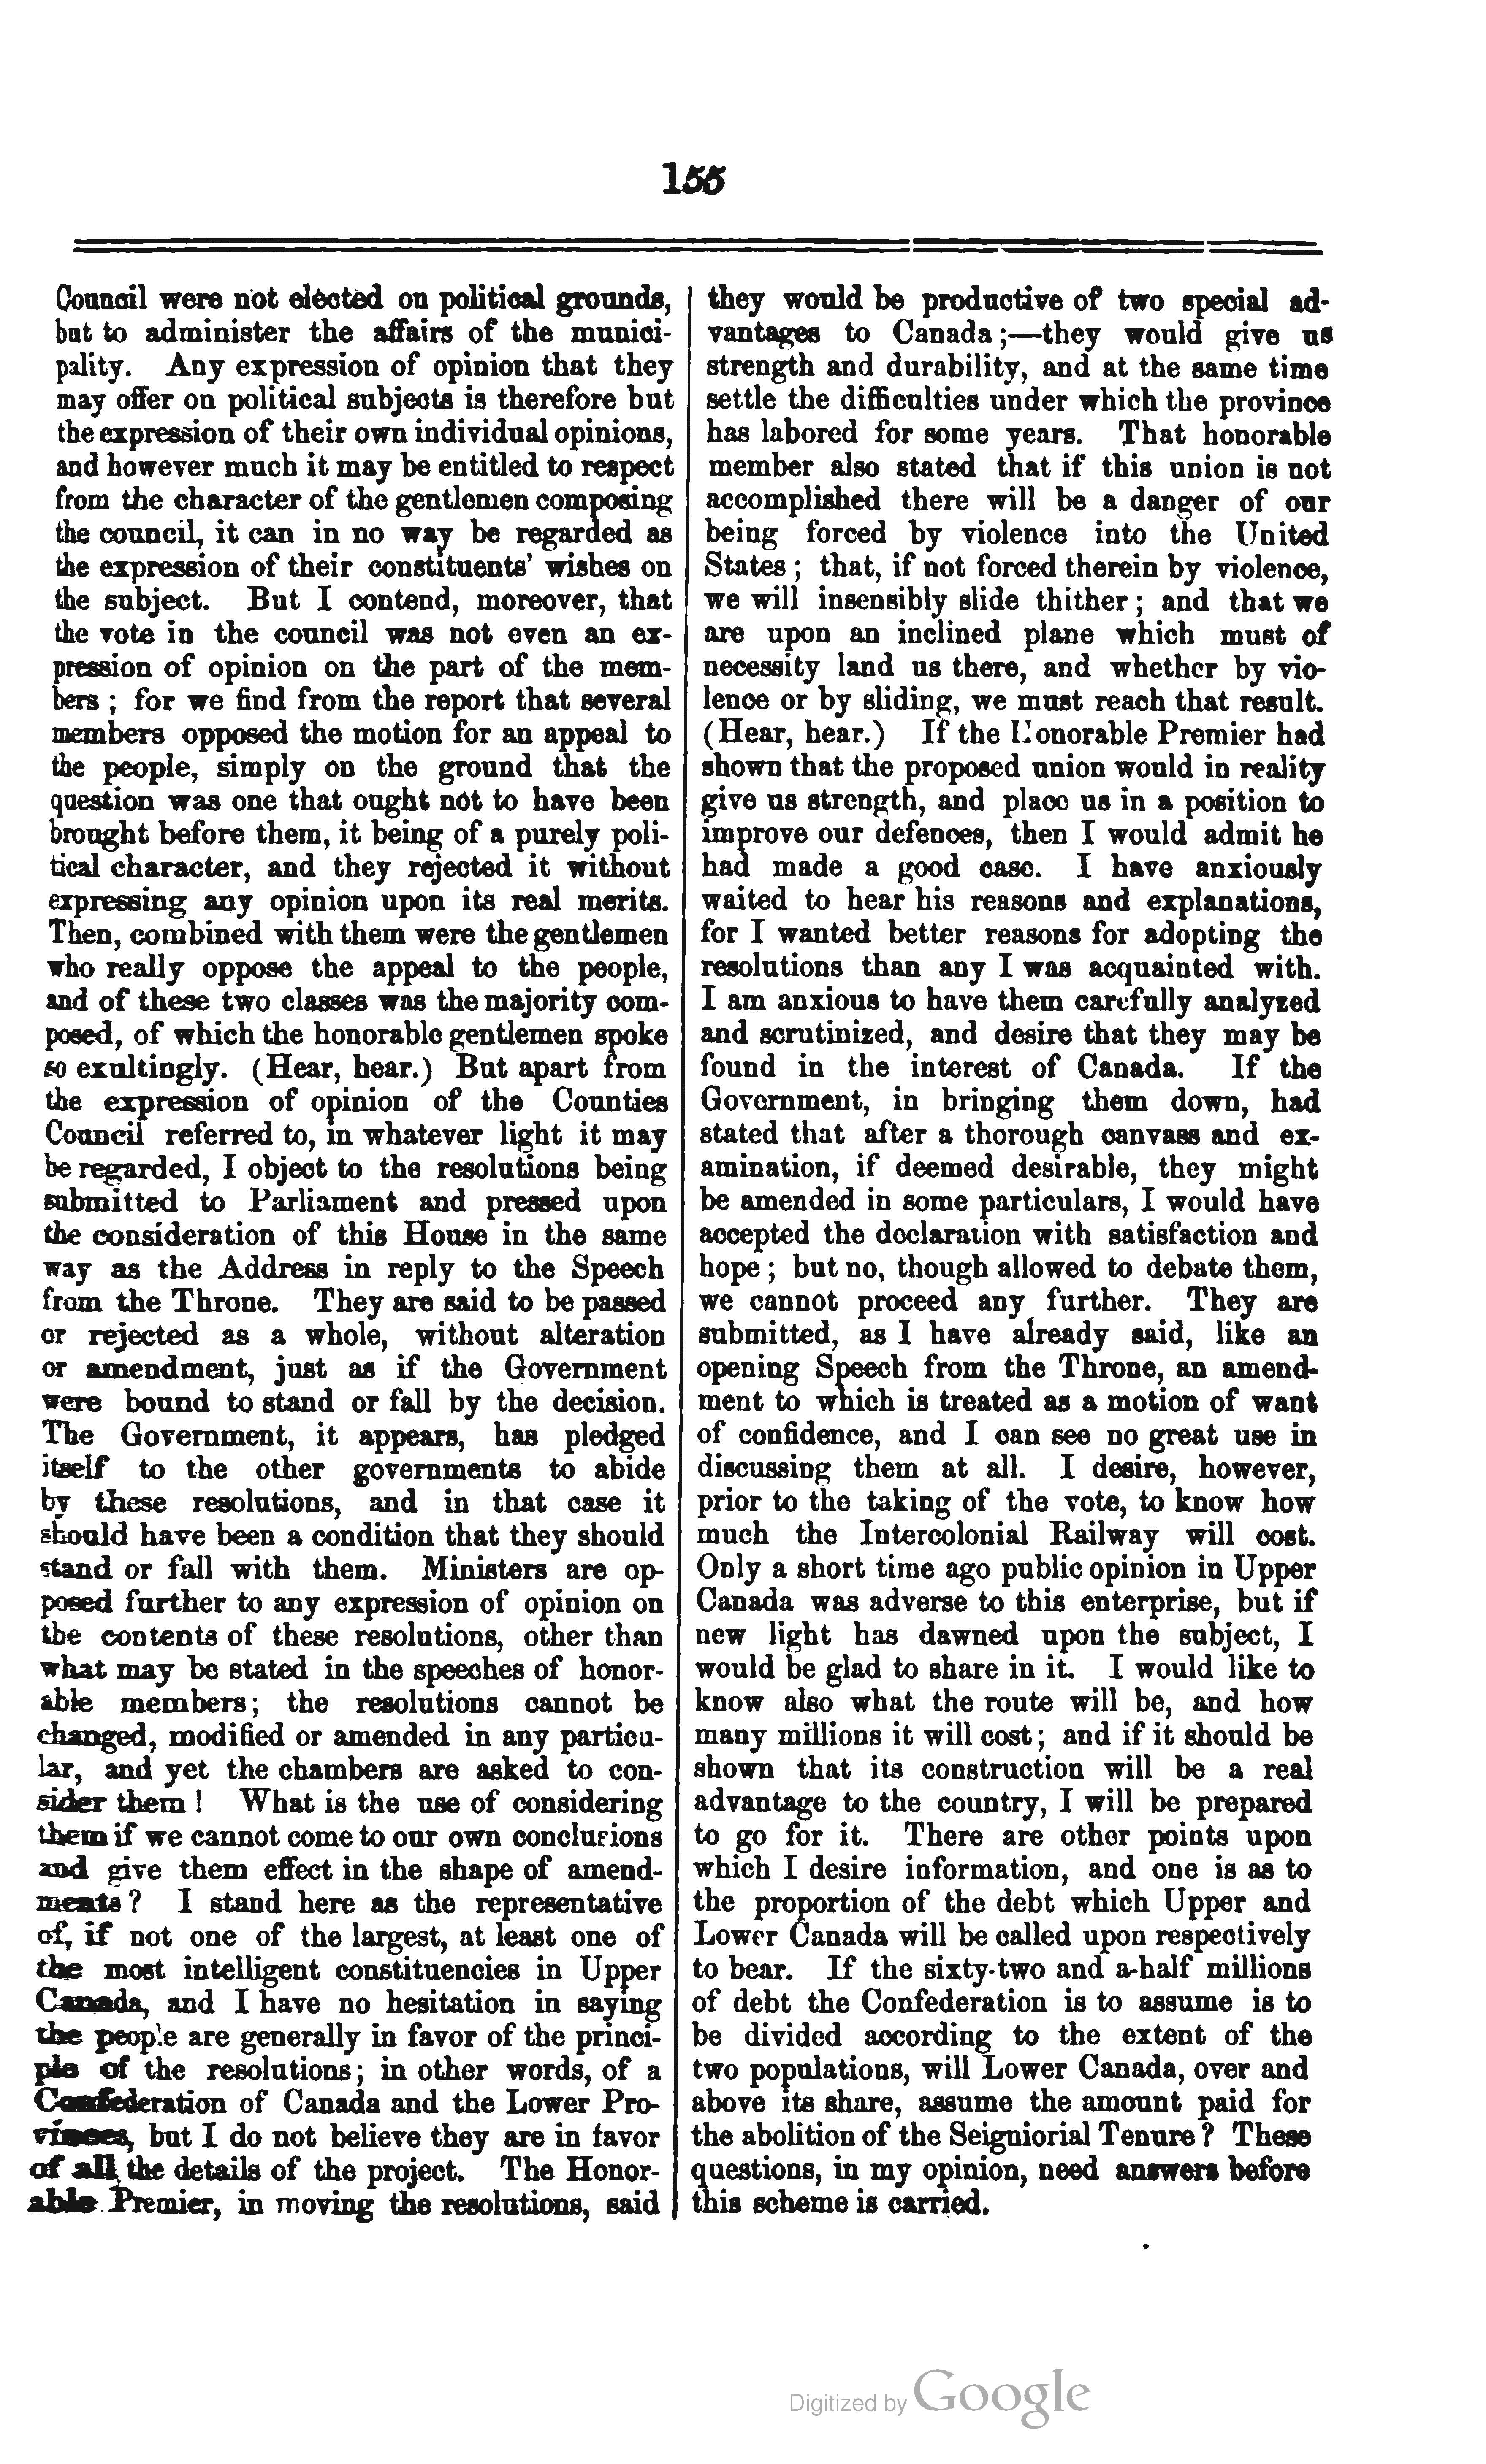 155
Council were not elected on political grounds,
but to administer the affairs of the munici-
pality. Any expression of opinion that they
may offer on political subjects is therefore but
the expression of their own individual opinions,
and however much it may be entitled to respect
from the character of the gentlemen composing
the council, it can in no way be regarded as
the expression of their constituents' wishes on
the subject. But I contend, moreover, that
the vote in the council was not even an ex-
pression of opinion on the part of the mem-
bers ; for we find from the report that several
members opposed the motion for an appeal to
the people, simply on the ground that the
question was one that ought not to have been
brought before them, it being of a purely poli-
tical character, and they rejected it without
expressing any opinion upon its real merits.
Then, combined with them were the gentlemen
who really oppose the appeal to the people,
and of these two classes was the majority com-
posed, of which the honorable gentlemen spoke
so exultingly. (Hear, hear.) But apart from
the expression of opinion of the Counties
Council referred to, in whatever light it may
be regarded, I object to the resolutions being
submitted to Parliament and pressed upon
the consideration of this House in the same
way as the Address in reply to the Speech
from the Throne. They are said to be passed
or rejected as a whole, without alteration
or amendment, just as if the Government
were bound to stand or fall by the decision.
The Government, it appears, has pledged
itself to the other governments to abide
by these resolutions, and in that case it
should have been a condition that they should
stand or fall with them. Ministers are op-
posed further to any expression of opinion on
the contents of these resolutions, other than
what may be stated in the speeches of honor-
able members; the resolutions cannot be
changed, modified or amended in any particu-
lar, and yet the chambers are asked to con-
sider them ! What is the use of considering
them if we cannot come to our own conclusions
and give them effect in the shape of amend-
ments ? I stand here as the representative
of, if not one of the largest, at least one of
the most intelligent constituencies in Upper
Canada, and I have no hesitation in saying
the people are generally in favor of the princi-
ple of the resolutions; in other words, of a
Confederation of Canada and the Lower Pro-
vinces, but I do not believe they are in favor
of all the details of the project. The Honor-
able Premier, in moving the resolutions, said
they would be productive of two special ad-
vantages to Canada ;—they would give us
strength and durability, and at the same time
settle the difficulties under which the province
has labored for some years. That honorable
member also stated that if this union is not
accomplished there will be a danger of our
being forced by violence into the United
States ; that, if not forced therein by violence,
we will insensibly slide thither ; and that we
are upon an inclined plane which must of
necessity land us there, and whether by vio-
lence or by sliding, we must reach that result.
(Hear, hear.) If the Honorable Premier had
shown that the proposed union would in reality
give us strength, and place us in a position to
improve our defences, then I would admit he
had made a good case. I have anxiously
waited to hear his reasons and explanations,
for I wanted better reasons for adopting the
resolutions than any I was acquainted with.
I am anxious to have them carefully analyzed
and scrutinized, and desire that they may be
found in the interest of Canada. If the
Government, in bringing them down, had
stated that after a thorough canvass and ex-
amination, if deemed desirable, they might
be amended in some particulars, I would have
accepted the declaration with satisfaction and
hope ; but no, though allowed to debate them,
we cannot proceed any further. They are
submitted, as I have already said, like an
opening Speech from the Throne, an amend-
ment to which is treated as a motion of want
of confidence, and I can see no great use in
discussing them at all. I desire, however,
prior to the taking of the vote, to know how
much the Intercolonial Railway will cost.
Only a short time ago public opinion in Upper
Canada was adverse to this enterprise, but if
new light has dawned upon the subject, I
would be glad to share in it. I would like to
know also what the route will be, and how
many millions it will cost ; and if it should be
shown that its construction will be a real
advantage to the country, I will be prepared
to go for it. There are other points upon
which I desire information, and one is as to
the proportion of the debt which Upper and
Lower Canada will be called upon respectively
to bear. If the sixty-two and a-half millions
of debt the Confederation is to assume is to
be divided according to the extent of the
two populations, will Lower Canada, over and
above its share, assume the amount paid for
the abolition of the Seigniorial Tenure ? These
questions, in my opinion, need answers before
this scheme is carried.
Digitized by Google